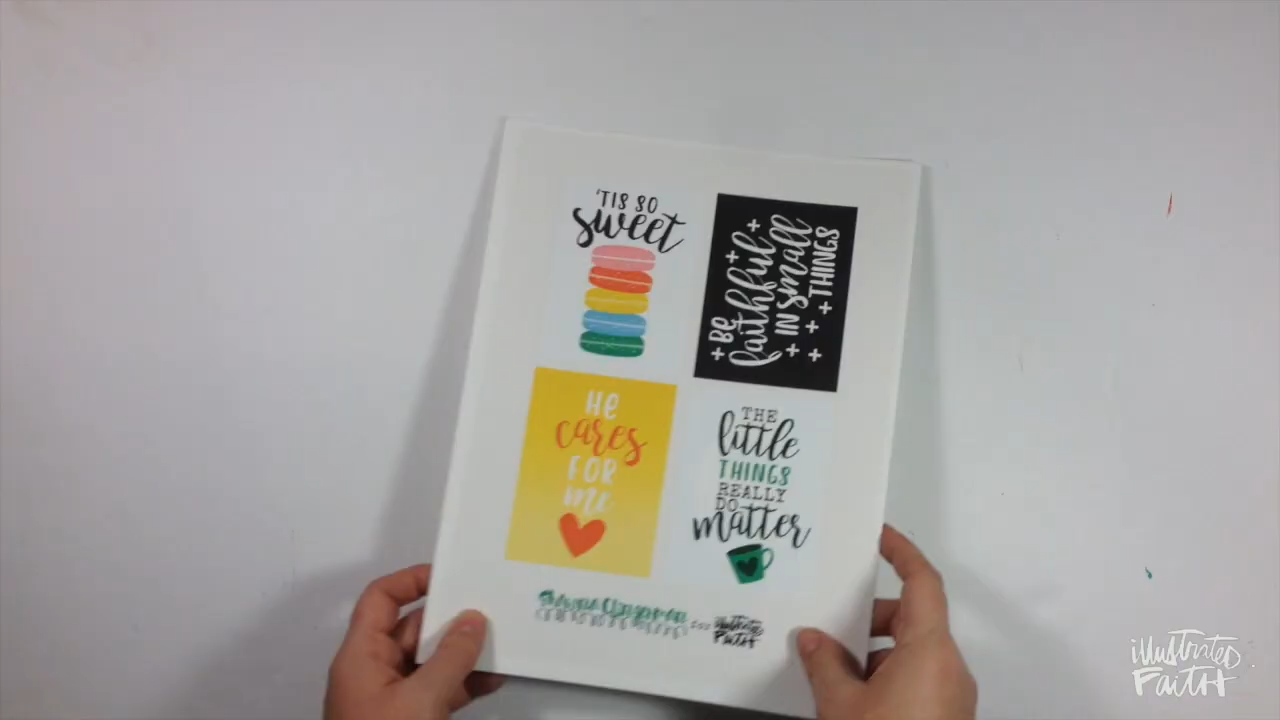 'TIS SO
sweet
BE
faithful
IN small
THINGS
HE
cares
FOR
me
THE
little
THINGS
REALLY
DO
matter
illustrated
FAITH
illustrated
FAITH